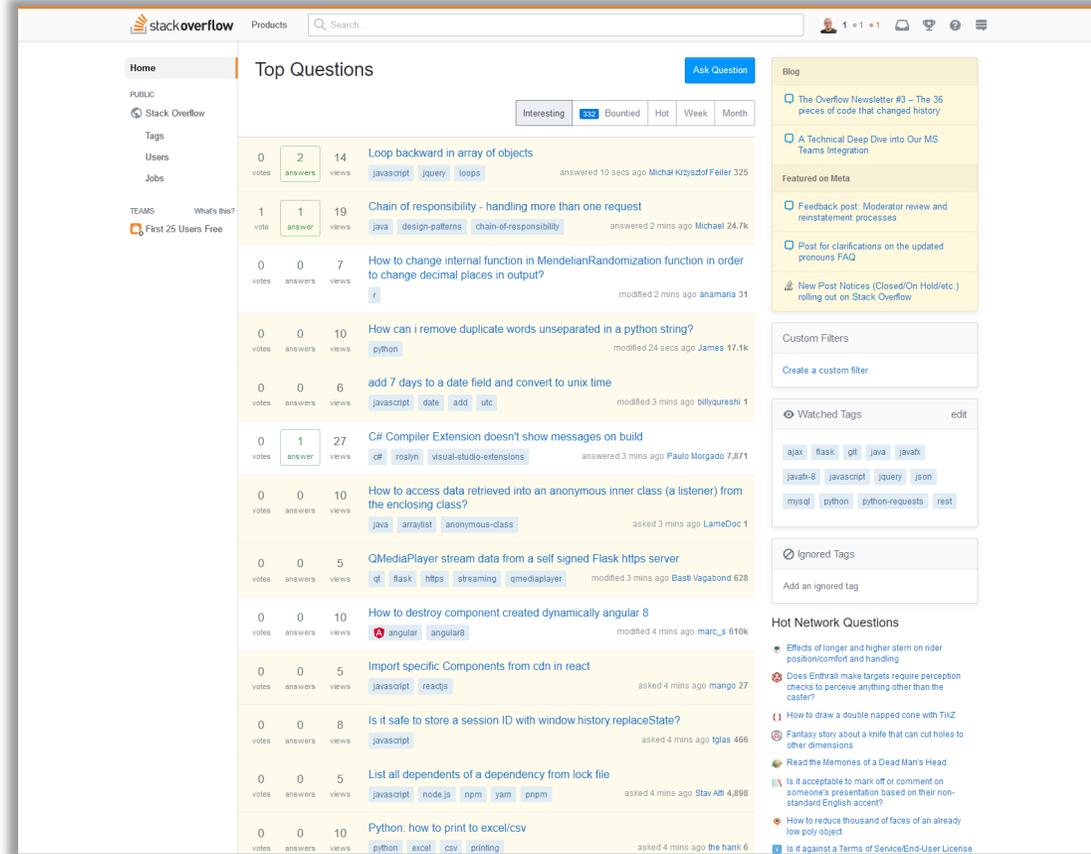 stackoverflow
Products
Search...
1 1 1
Home
PUBLIC
Stack Overflow
Tags
Users
Jobs
TEAMS What's this?
First 25 Users Free
Top Questions
Ask Question
Interesting 332 Bountied Hot Week Month
0 votes 2 answers 14 views
Loop backward in array of objects
javascript jquery loops
answered 10 secs ago Michał Krzysztof Feiler 325
1 vote 1 answer 19 views
Chain of responsibility - handling more than one request
java design-patterns chain-of-responsibility
answered 2 mins ago Michael 24.7k
0 votes 0 answers 7 views
How to change internal function in MendelianRandomization function in order
to change decimal places in output?
r
modified 2 mins ago anamaria 31
0 votes 0 answers 10 views
How can i remove duplicate words unseparated in a python string?
python
modified 24 secs ago James 17.1k
0 votes 0 answers 6 views
add 7 days to a date field and convert to unix time
javascript date add utc
modified 3 mins ago billyqureshi 1
0 votes 1 answer 27 views
C# Compiler Extension doesn't show messages on build
c# roslyn visual-studio-extensions
answered 3 mins ago Paulo Morgado 7,871
0 votes 0 answers 10 views
How to access data retrieved into an anonymous inner class (a listener) from
the enclosing class?
java arraylist anonymous-class
asked 3 mins ago LameDoc 1
0 votes 0 answers 5 views
QMediaPlayer stream data from a self signed Flask https server
qt flask https streaming qmediaplayer
modified 3 mins ago Basti Vagabond 628
0 votes 0 answers 10 views
How to destroy component created dynamically angular 8
angular angular8
modified 4 mins ago marc_s 610k
0 votes 0 answers 5 views
Import specific Components from cdn in react
javascript reactjs
asked 4 mins ago mango 27
0 votes 0 answers 8 views
Is it safe to store a session ID with window.history.replaceState?
javascript
asked 4 mins ago tglas 466
0 votes 0 answers 5 views
List all dependents of a dependency from lock file
javascript node.js npm yarn pnpm
asked 4 mins ago Stav Alfi 4,898
0 votes 0 answers 10 views
Python: how to print to excel/csv
python excel csv printing
asked 4 mins ago the hank 6
Blog
The Overflow Newsletter #3 – The 36
pieces of code that changed history
A Technical Deep Dive into Our MS
Teams Integration
Featured on Meta
Feedback post: Moderator review and
reinstatement processes
Post for clarifications on the updated
pronouns FAQ
New Post Notices (Closed/On Hold/etc.)
rolling out on Stack Overflow
Custom Filters
Create a custom filter
Watched Tags edit
ajax flask git java javafx
javafx-8 javascript jquery json
mysql python python-requests rest
Ignored Tags
Add an ignored tag
Hot Network Questions
Effects of longer and higher stem on rider
position/comfort and handling
Does Enthrall make targets require perception
checks to perceive anything other than the
caster?
How to draw a double napped cone with TikZ
Fantasy story about a knife that can cut holes to
other dimensions
Read the Memories of a Dead Man's Head
Is it acceptable to mark off or comment on
someone's presentation based on their non-
standard English accent?
How to reduce thousand of faces of an already
low poly object
Is it against a Terms of Service/End-User License